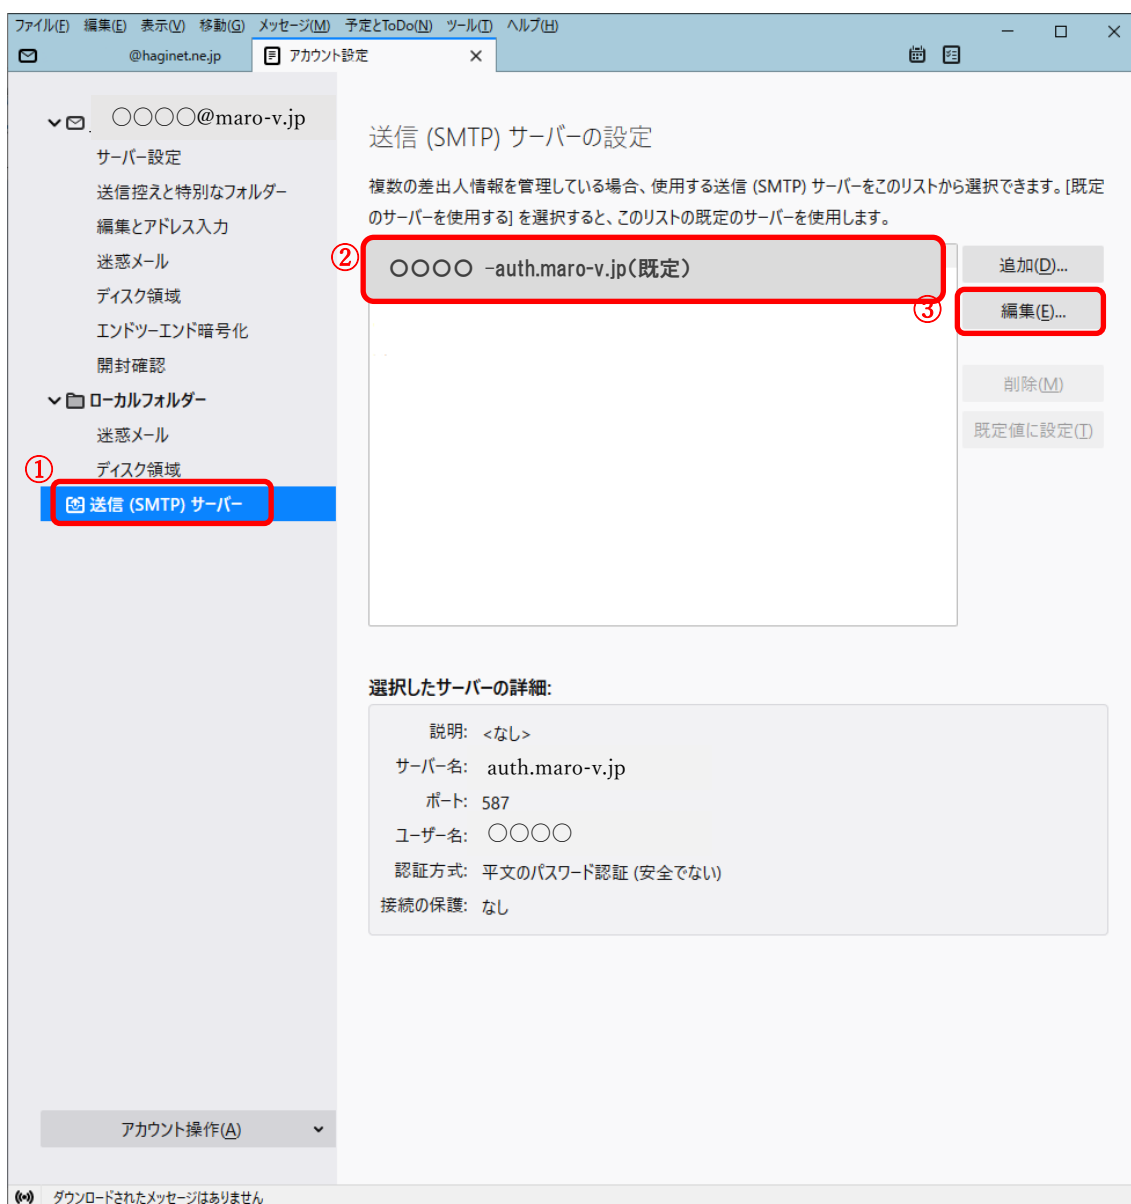 ファイル(F) 編集(E) 表示(V) 移動(G) メッセージ(M) 予定とToDo(N) ツール(T) ヘルプ(H)
@haginet.ne.jp アカウント設定
〇〇〇〇@maro-v.jp
サーバー設定
送信控えと特別なフォルダー
編集とアドレス入力
迷惑メール
ディスク領域
エンドツーエンド暗号化
開封確認
ローカルフォルダー
迷惑メール
① ディスク領域
送信 (SMTP) サーバー
アカウント操作(A)
送信 (SMTP) サーバーの設定
複数の差出人情報を管理している場合、使用する送信 (SMTP) サーバーをこのリストから選択できます。[既定
のサーバーを使用する] を選択すると、このリストの既定のサーバーを使用します。
② 〇〇〇〇 -auth.maro-v.jp(既定)
追加(D)...
③ 編集(E)...
削除(M)
既定値に設定(T)
選択したサーバーの詳細:
説明: <なし>
サーバー名: auth.maro-v.jp
ポート: 587
ユーザー名: 〇〇〇〇
認証方式: 平文のパスワード認証 (安全でない)
接続の保護: なし
ダウンロードされたメッセージはありません